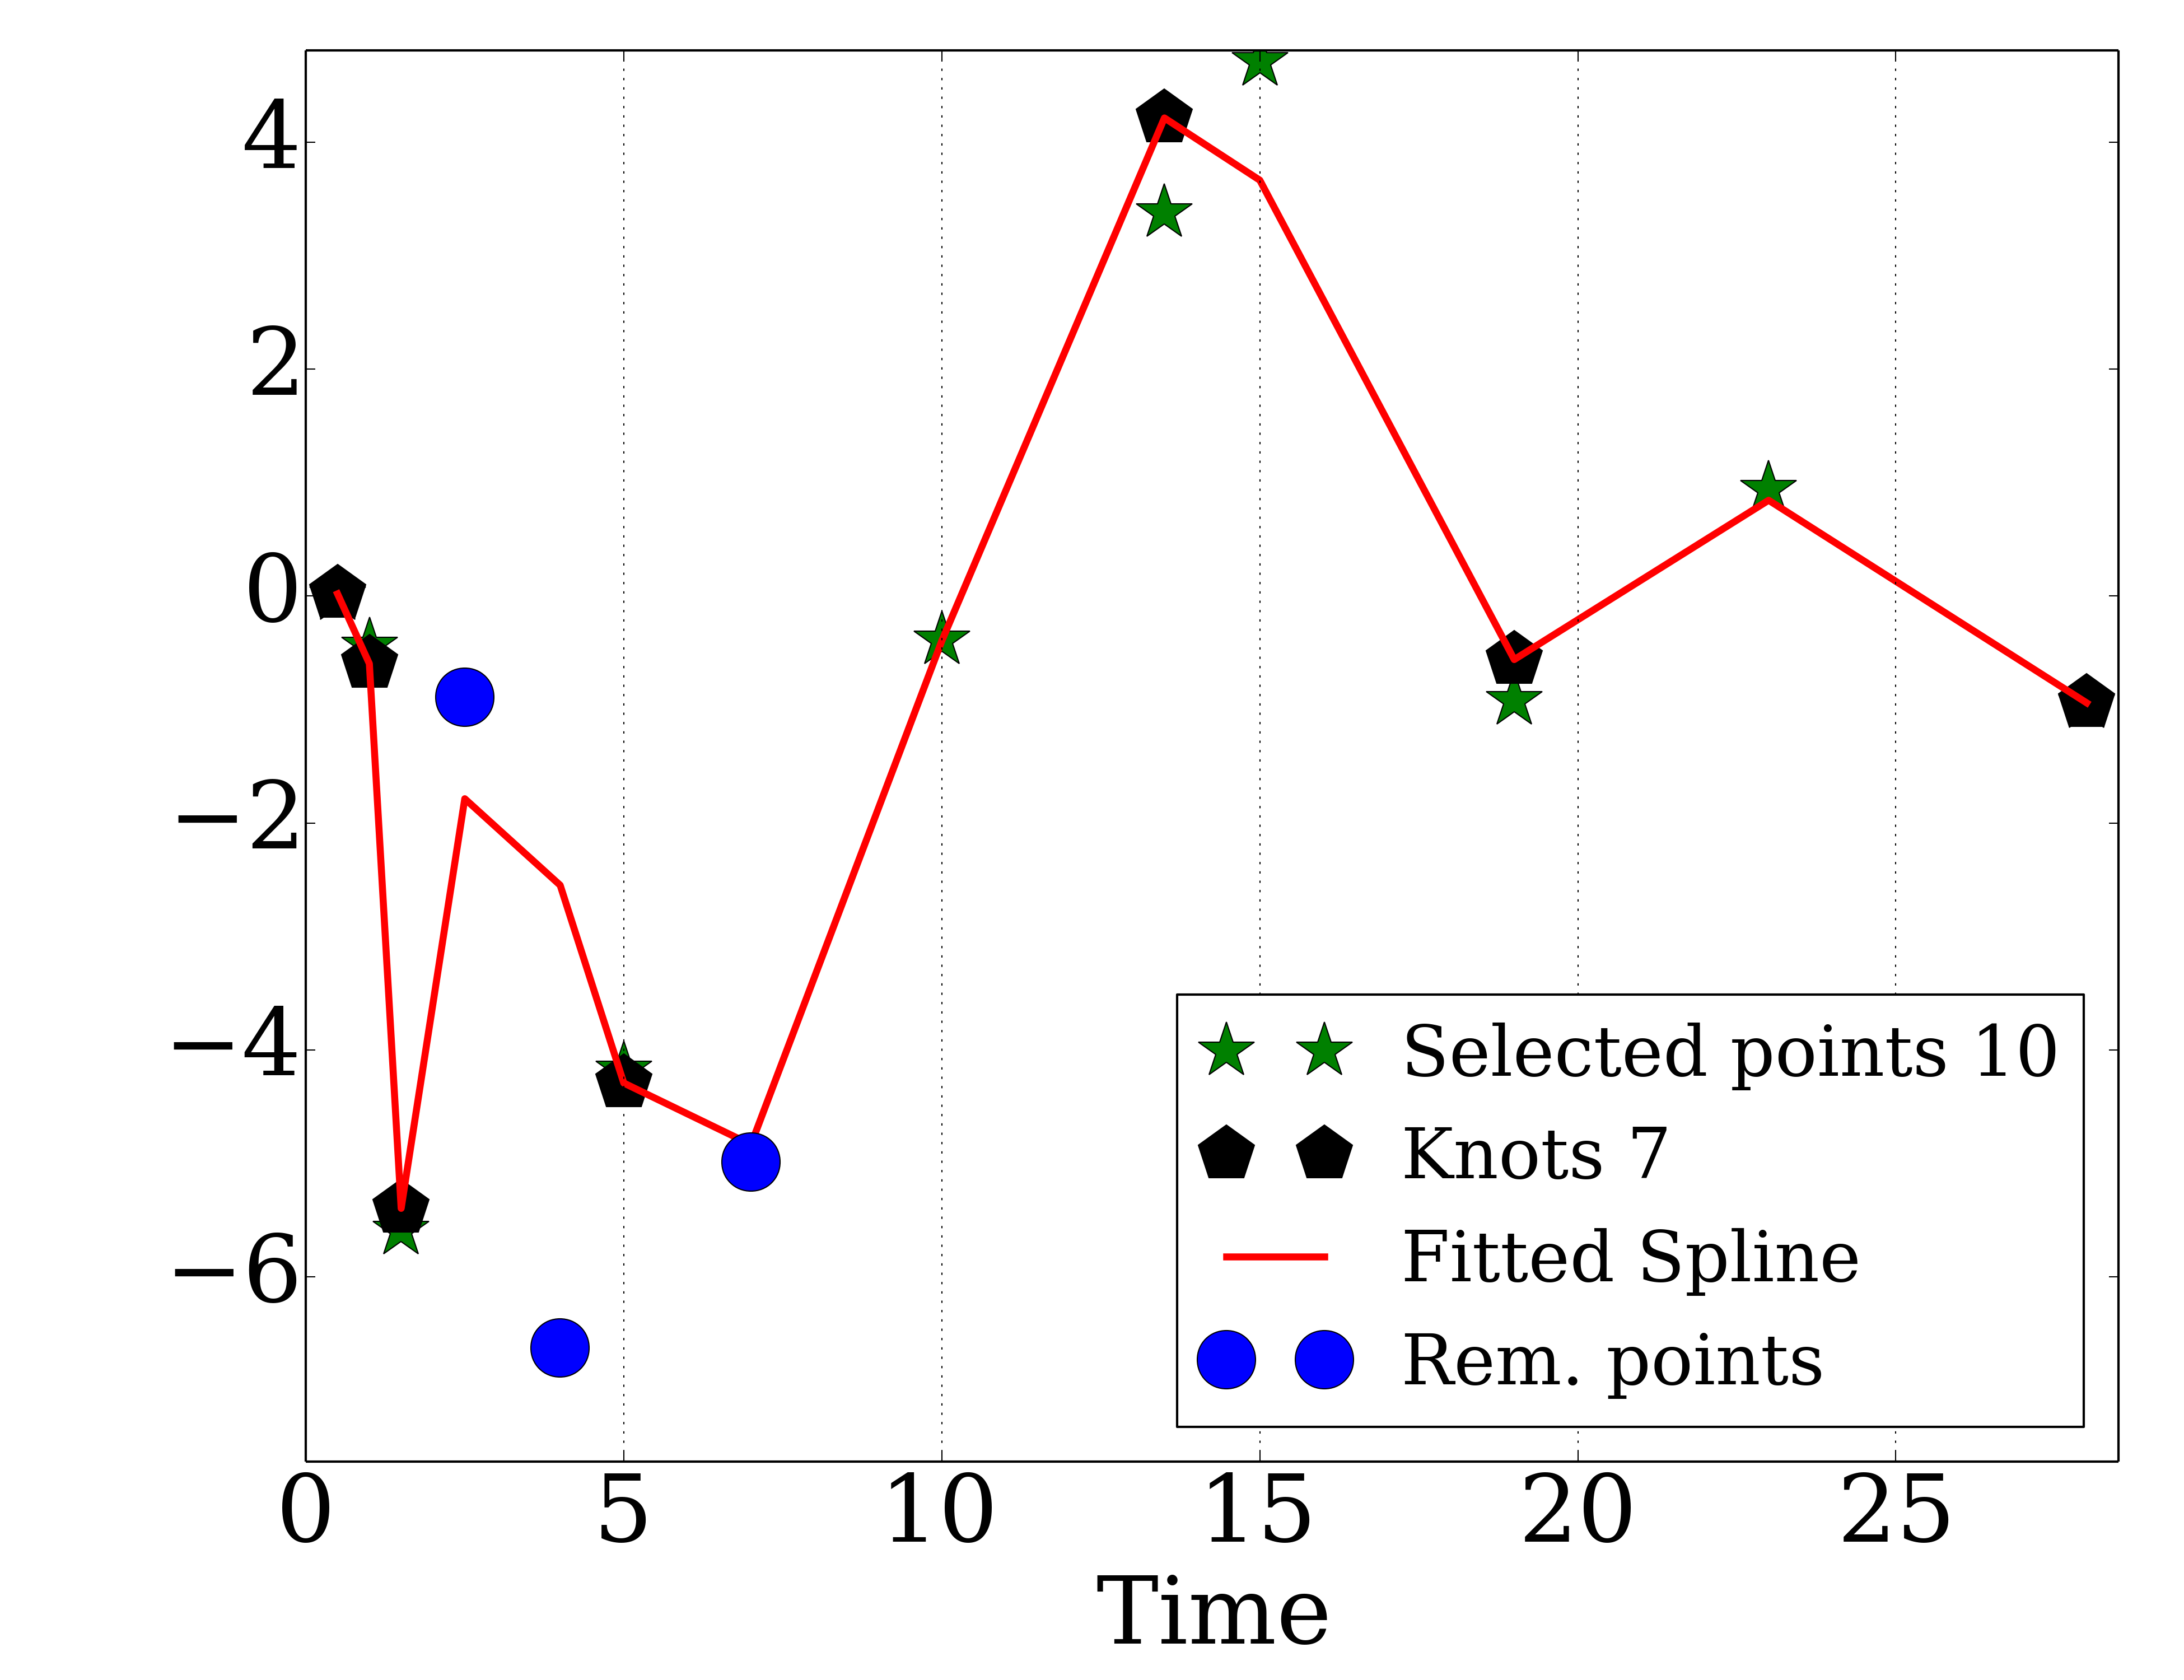 4
2
0
−2
−4
−6
Selected points 10
Knots 7
Fitted Spline
Rem. points
0 5 10 15 20 25
Time